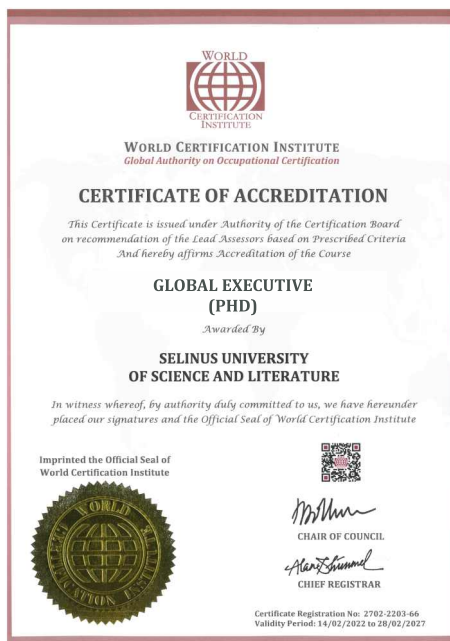 WORLD
CERTIFICATION
INSTITUTE
WORLD CERTIFICATION INSTITUTE
Global Authority on Occupational Certification
CERTIFICATE OF ACCREDITATION
This Certificate is issued under Authority of the Certification Board
on recommendation of the Lead Assessors based on Prescribed Criteria
And hereby affirms Accreditation of the Course
GLOBAL EXECUTIVE
(PHD)
Awarded By
SELINUS UNIVERSITY
OF SCIENCE AND LITERATURE
In witness whereof, by authority duly committed to us, we have hereunder
placed our signatures and the Official Seal of World Certification Institute
Imprinted the Official Seal of
World Certification Institute
WORLD
CHAIR OF COUNCIL
CHIEF REGISTRAR
Certificate Registration No: 2702-2203-66
Validity Period: 14/02/2022 to 28/02/2027